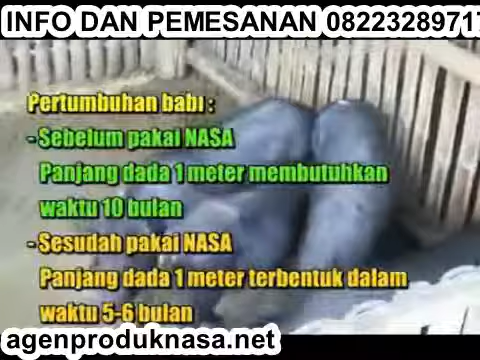 INFO DAN PEMESANAN 0822328971
Pertumbuhan babi :
- Sebelum pakai NASA
Panjang dada 1 meter membutuhkan
waktu 10 bulan
- Sesudah pakai NASA
Panjang dada 1 meter terbentuk dalam
waktu 5-6 bulan
agenproduknasa.net